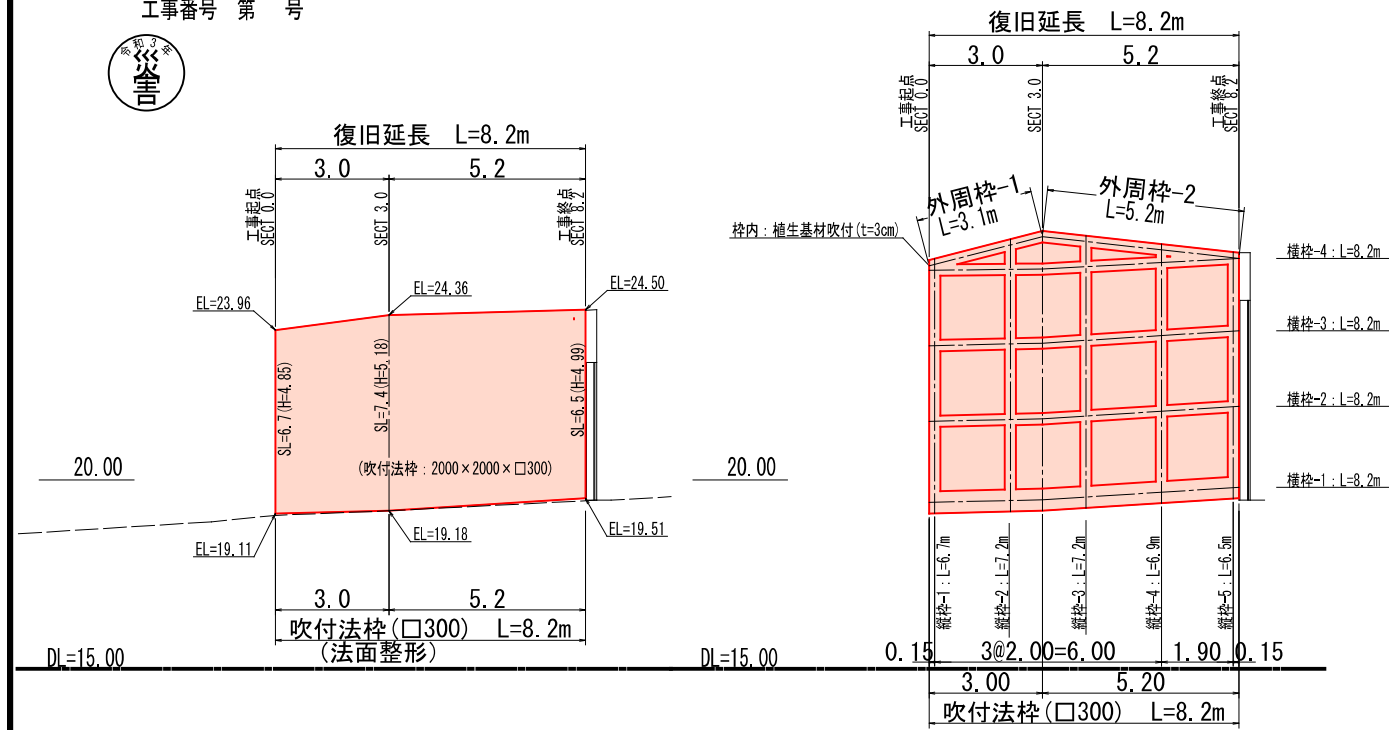 工事番号 第 号
令和3年
災害
復旧延長 L=8.2m
3.0 5.2
工事起点
SECT 0.0
SECT 3.0
工事終点
SECT 8.2
EL=23.96
EL=24.36
EL=24.50
SL=6.7(H=4.85)
SL=7.4(H=5.18)
SL=6.5(H=4.99)
(吹付法枠：2000×2000×□300)
20.00
EL=19.11
EL=19.18
EL=19.51
3.0 5.2
吹付法枠(□300) L=8.2m
(法面整形)
DL=15.00
復旧延長 L=8.2m
3.0 5.2
工事起点
SECT 0.0
SECT 3.0
工事終点
SECT 8.2
外周枠-1
L=3.1m
外周枠-2
L=5.2m
枠内：植生基材吹付(t=3cm)
横枠-4：L=8.2m
横枠-3：L=8.2m
横枠-2：L=8.2m
横枠-1：L=8.2m
20.00
縦枠-1：L=6.7m
縦枠-2：L=7.2m
縦枠-3：L=7.2m
縦枠-4：L=6.9m
縦枠-5：L=6.5m
DL=15.00
0.15 3@2.00=6.00 1.90 0.15
3.00 5.20
吹付法枠(□300) L=8.2m